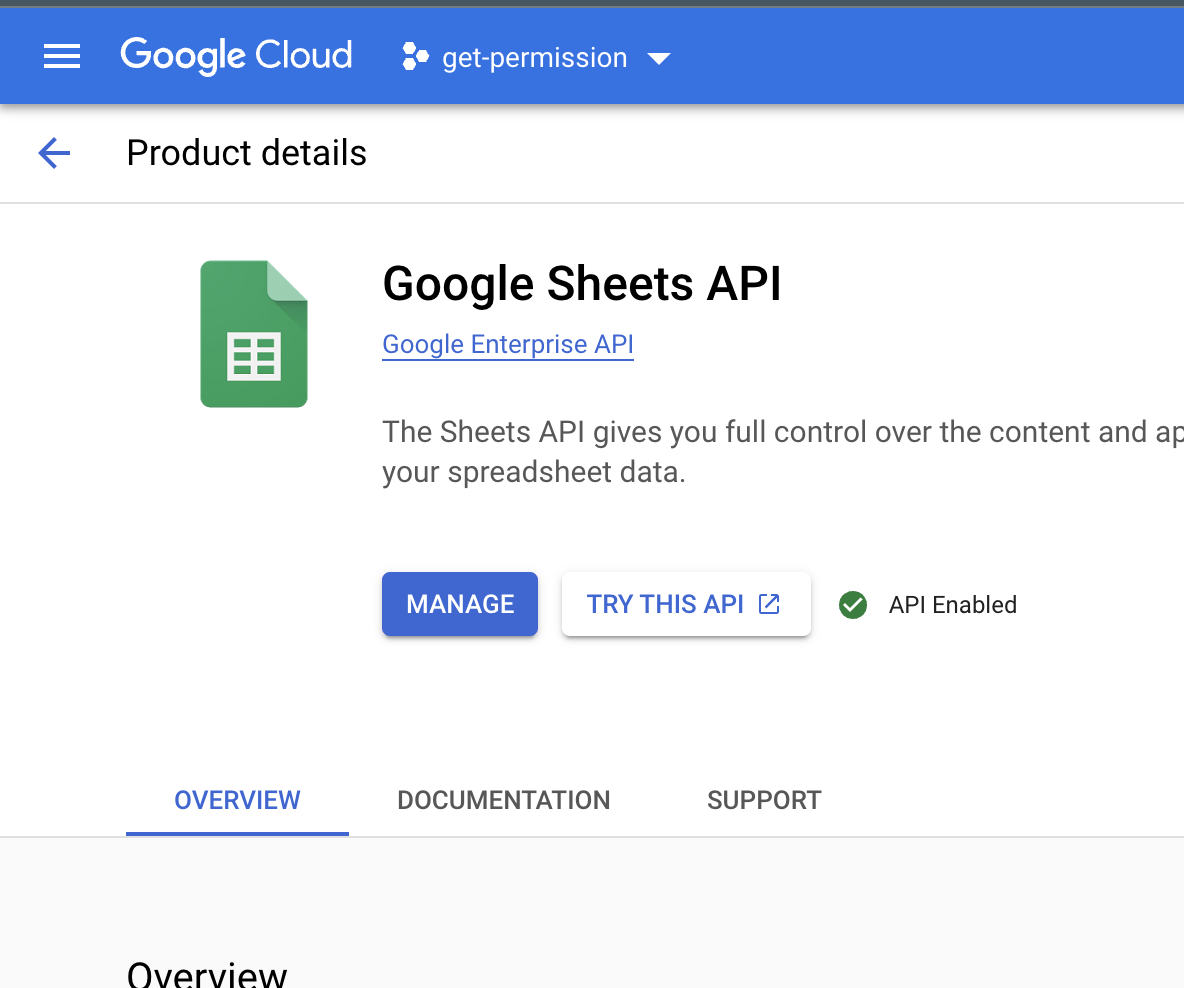 Google Cloud
get-permission
Product details
Google Sheets API
Google Enterprise API
The Sheets API gives you full control over the content and ap
your spreadsheet data.
MANAGE
TRY THIS API
API Enabled
OVERVIEW
DOCUMENTATION
SUPPORT
Overview